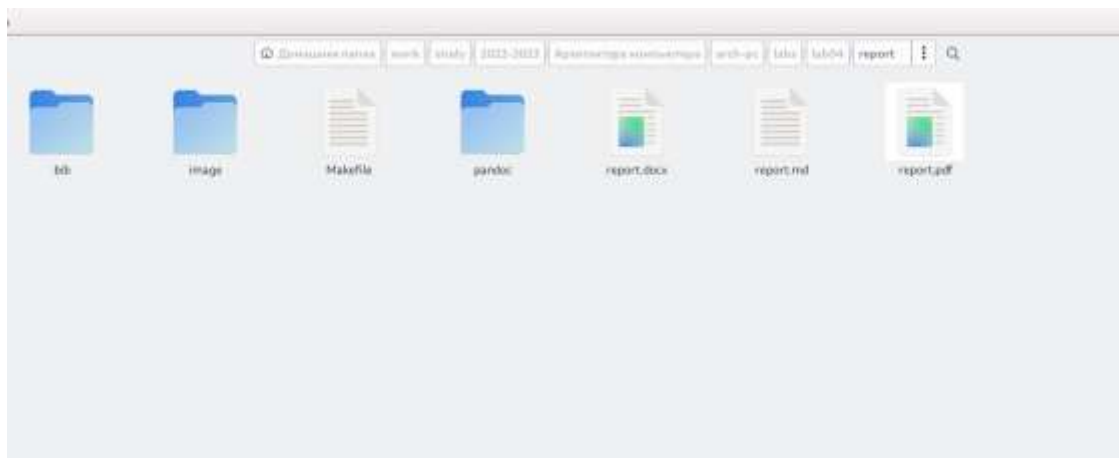 Домашняя папка work study 2022-2023 Архитектура компьютера arch-pc labs lab04 report
bib image Makefile pandoc report.docx report.md report.pdf